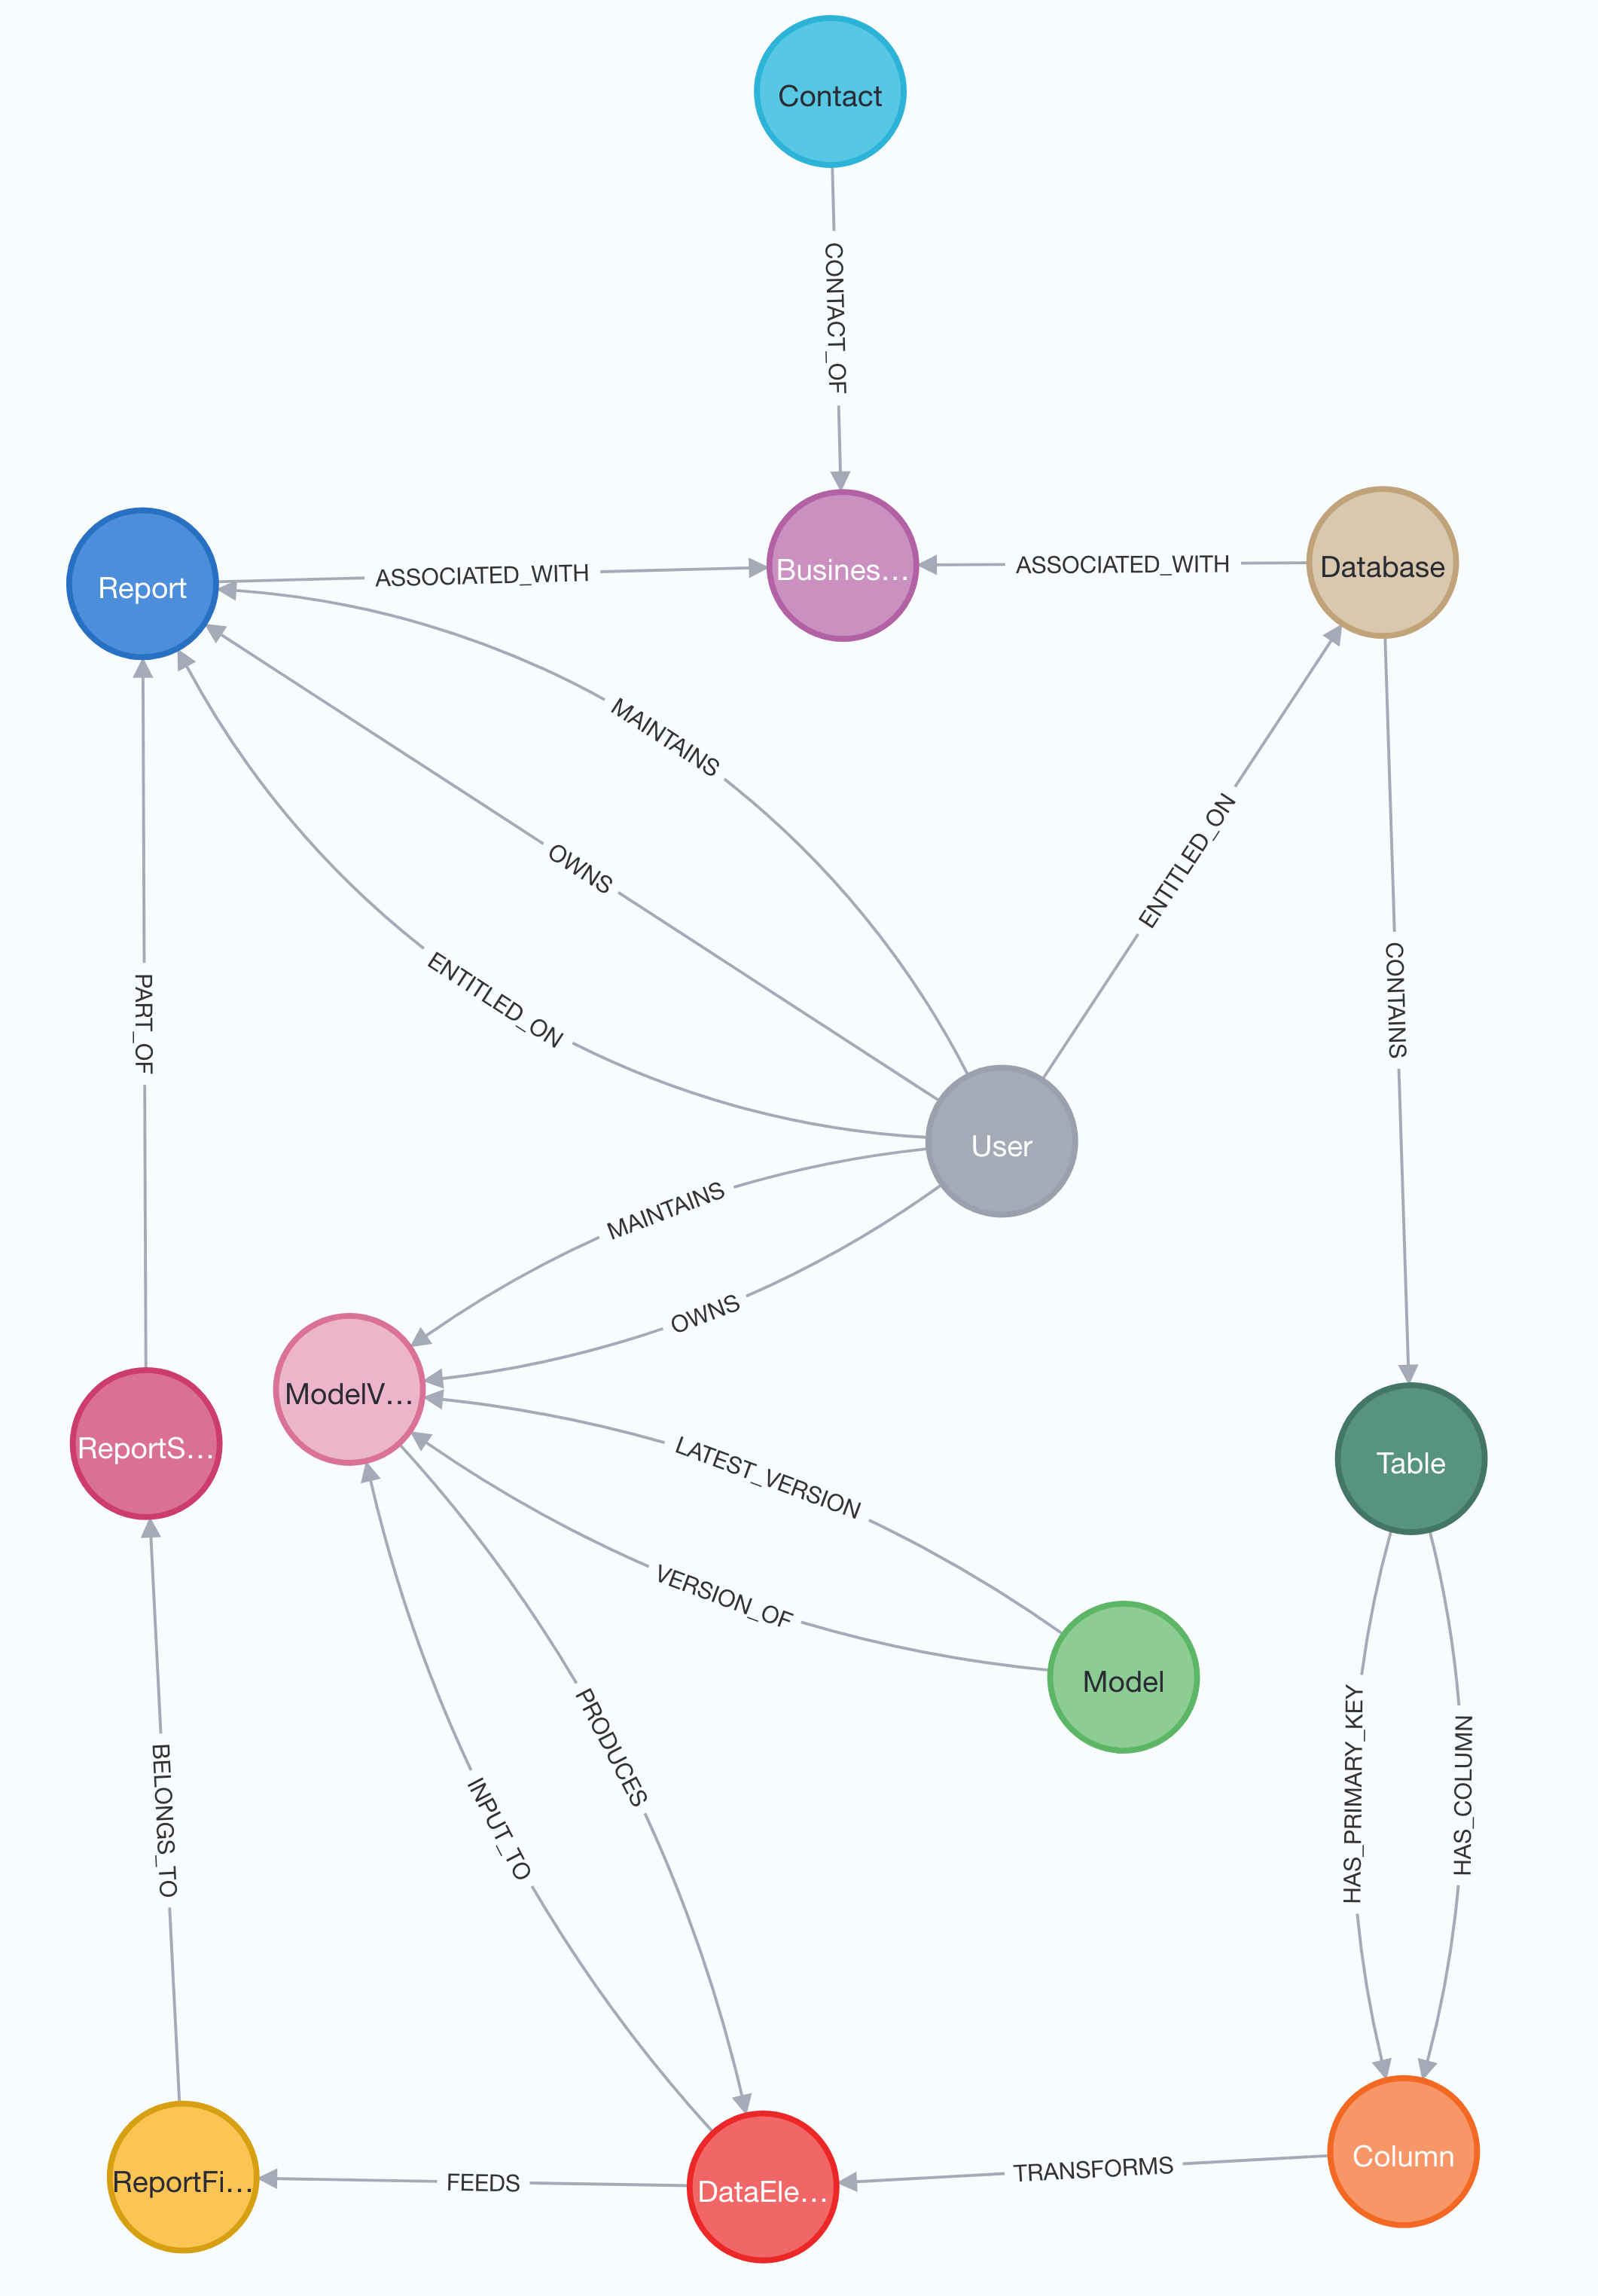 Contact
CONTACT_OF
Report
ASSOCIATED_WITH
Busines...
ASSOCIATED_WITH
Database
MAINTAINS
OWNS
ENTITLED_ON
ENTITLED_ON
PART_OF
CONTAINS
User
MAINTAINS
OWNS
ModelV...
ReportS...
LATEST_VERSION
VERSION_OF
Table
Model
PRODUCES
INPUT_TO
BELONGS_TO
HAS_PRIMARY_KEY
HAS_COLUMN
ReportFi...
FEEDS
DataEle...
TRANSFORMS
Column